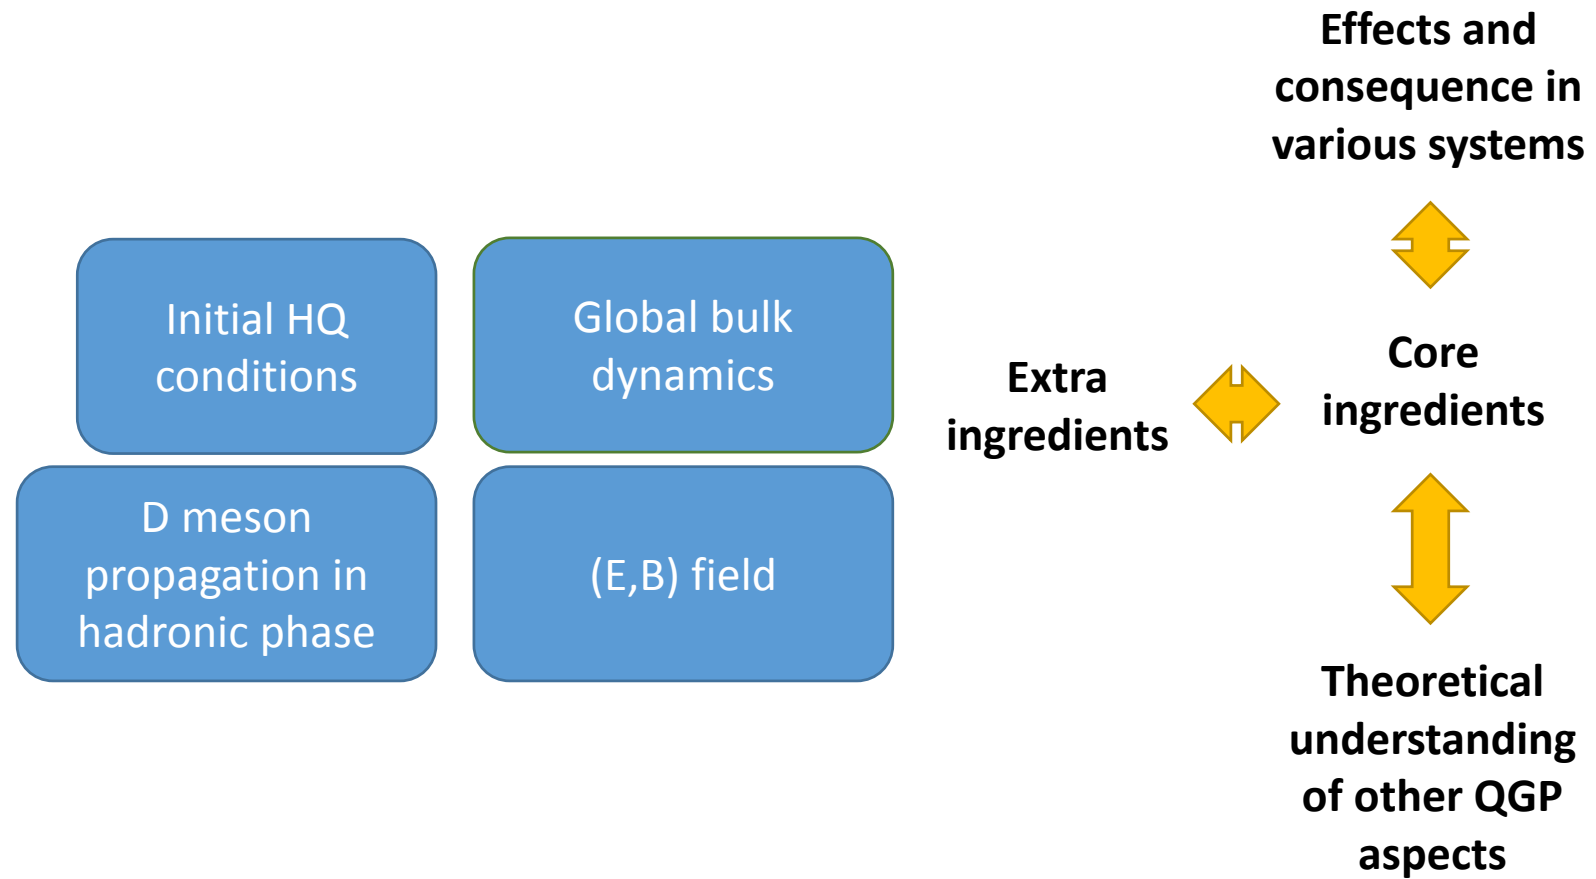 Effects and
consequence in
various systems
Initial HQ
conditions
Global bulk
dynamics
Extra
ingredients
Core
ingredients
D meson
propagation in
hadronic phase
(E,B) field
Theoretical
understanding
of other QGP
aspects